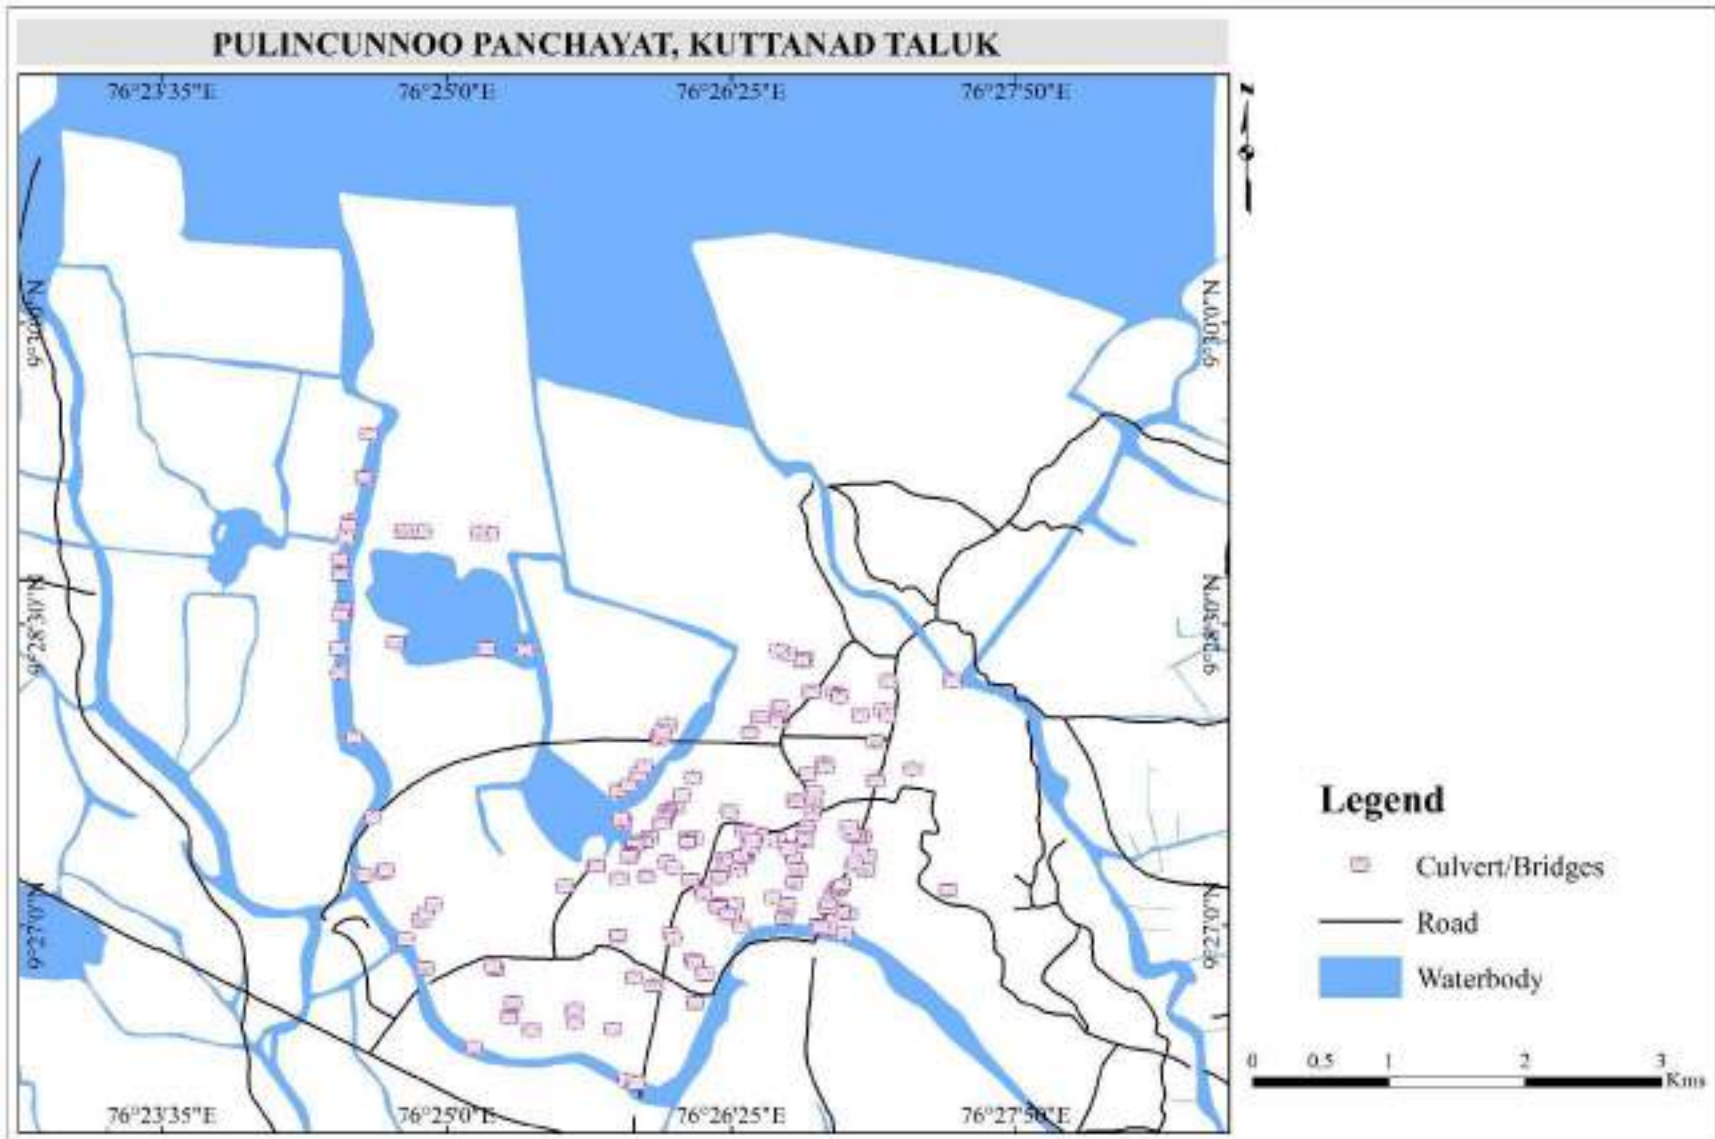 PULINCUNNOO PANCHAYAT, KUTTANAD TALUK
76°23'35"E 76°25'0"E 76°26'25"E 76°27'50"E
N
9°30'0"N 9°30'0"N
9°28'30"N 9°28'30"N
9°27'0"N 9°27'0"N
76°23'35"E 76°25'0"E 76°26'25"E 76°27'50"E
Legend
Culvert/Bridges
Road
Waterbody
0 0.5 1 2 3
Kms